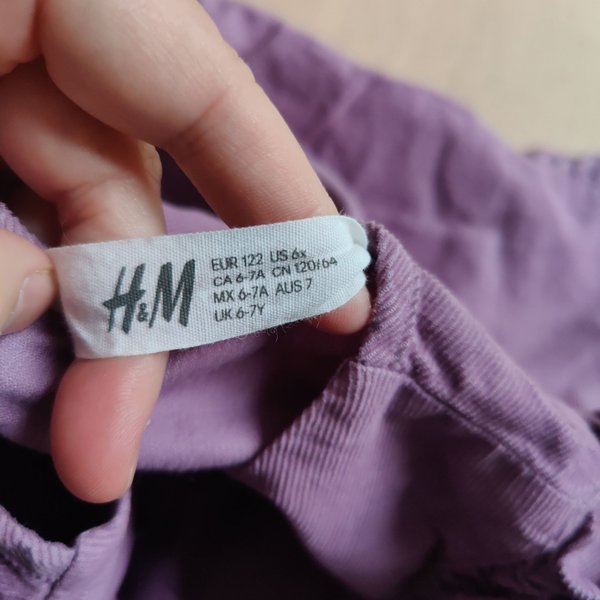 H&M
EUR 122 US 6x
CA 6-7A CN 120/64
MX 6-7A AUS 7
UK 6-7Y